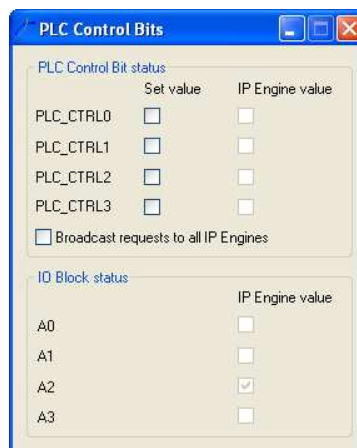 PLC Control Bits
PLC Control Bit status
Set value IP Engine value
PLC_CTRL0
PLC_CTRL1
PLC_CTRL2
PLC_CTRL3
Broadcast requests to all IP Engines
IO Block status
IP Engine value
A0
A1
A2
A3